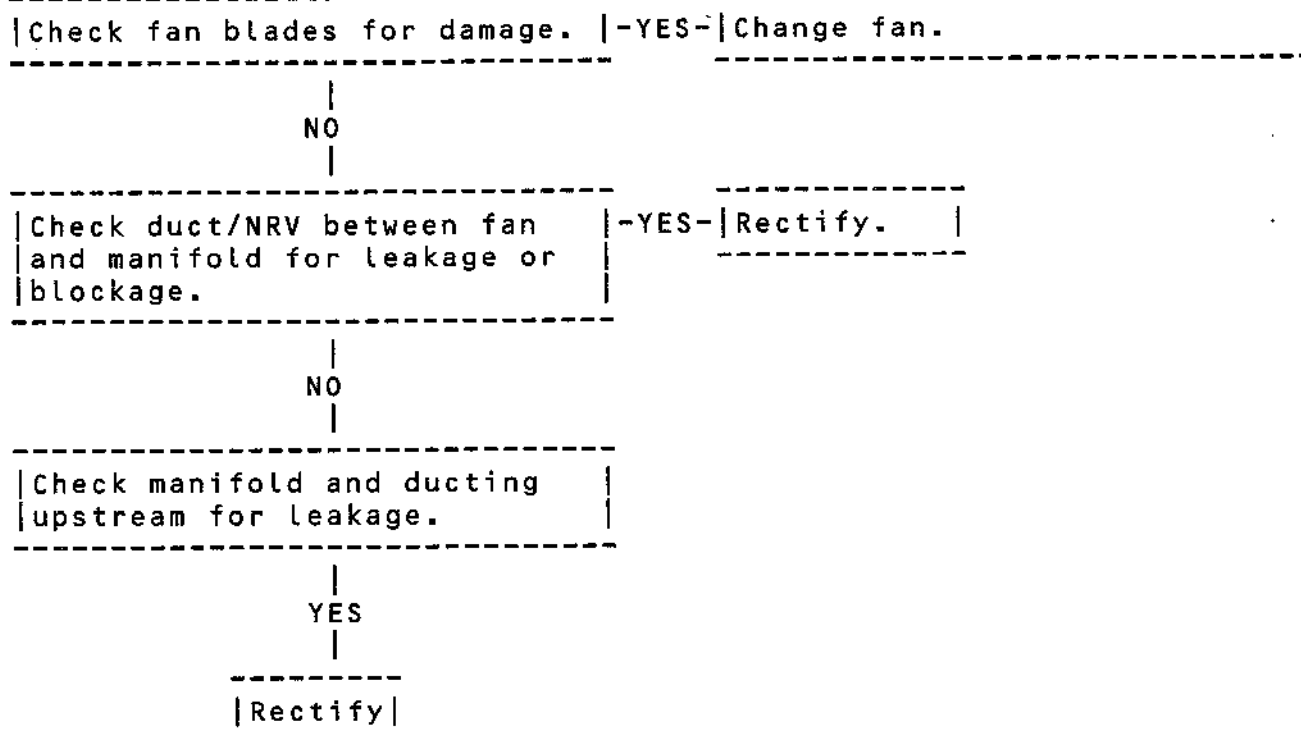 Check fan blades for damage. -YES- Change fan.
NO
Check duct/NRV between fan -YES- Rectify.
and manifold for leakage or
blockage.
NO
Check manifold and ducting
upstream for leakage.
YES
Rectify